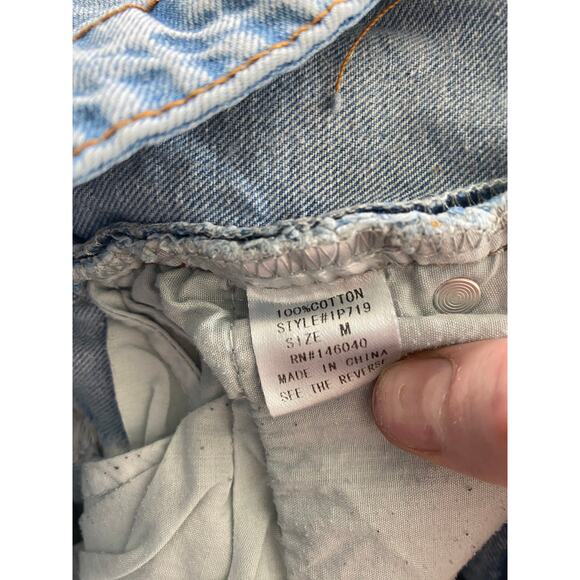 100%COTTON
STYLE#IP719
SIZE M
RN#146040
MADE IN CHINA
SEE THE REVERSE